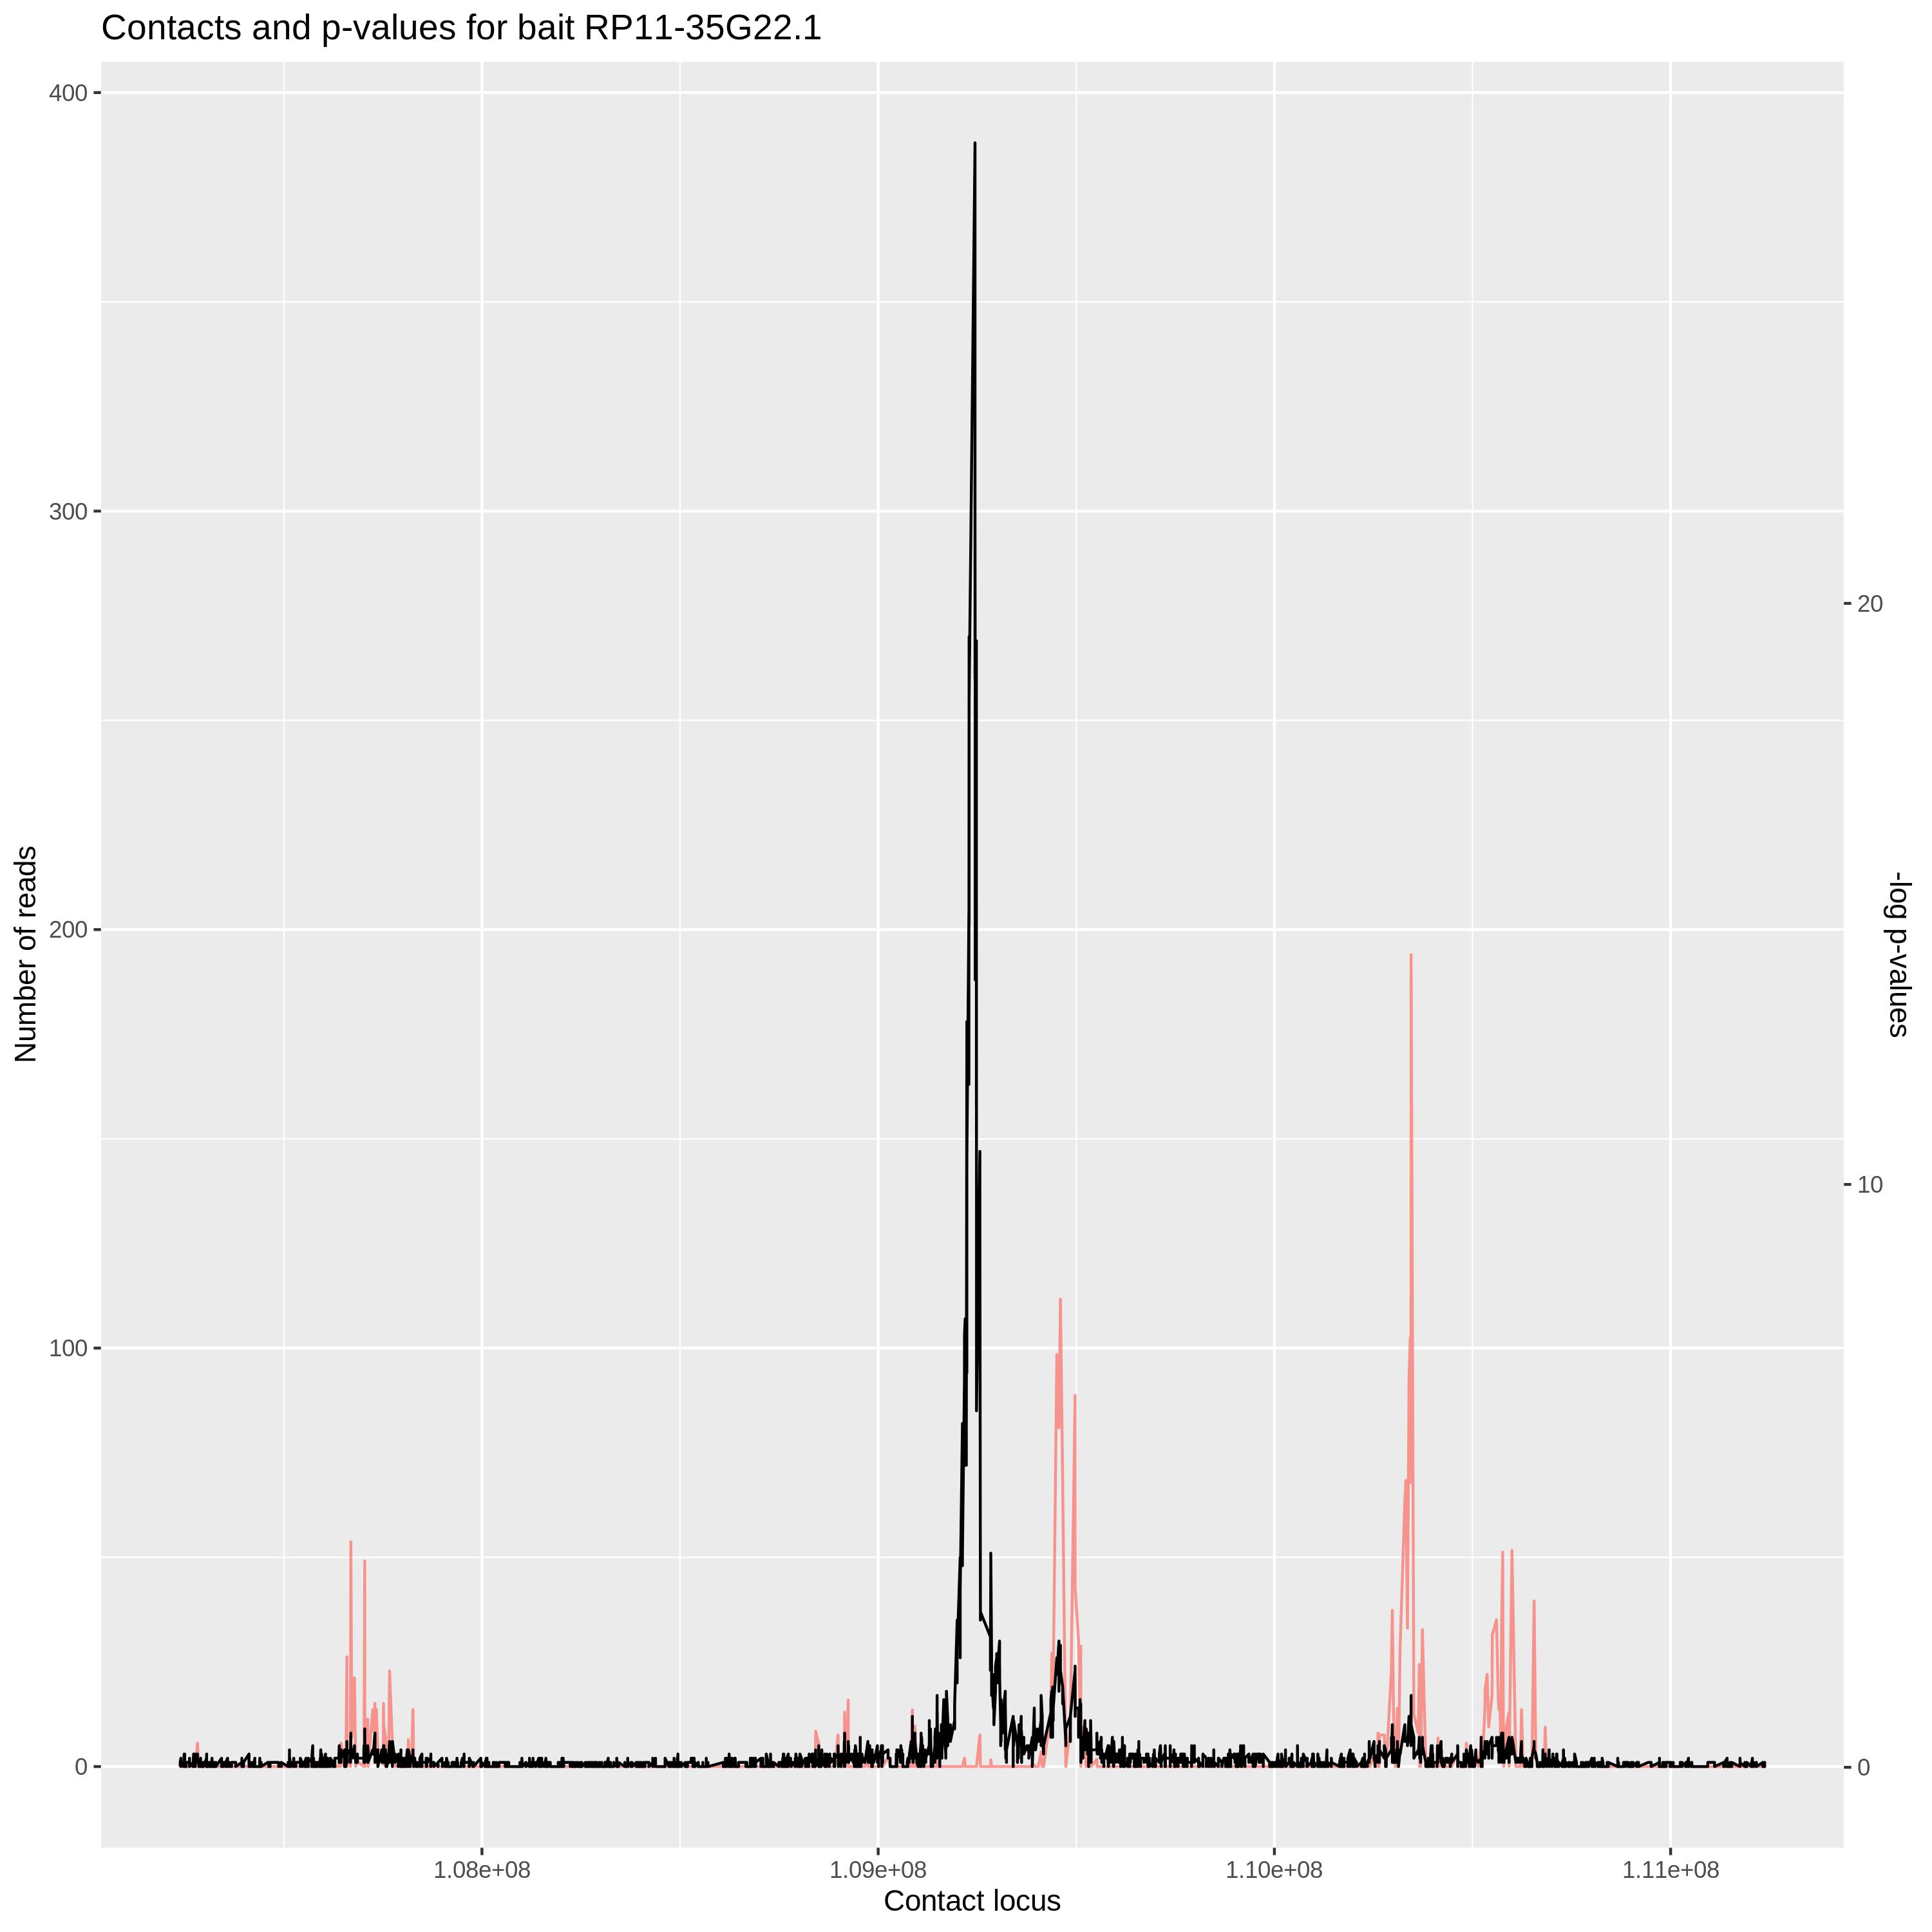 Contacts and p-values for bait RP11-35G22.1
400
300
200
100
0
Number of reads
20
10
0
-log p-values
1.08e+08
1.09e+08
1.10e+08
1.11e+08
Contact locus